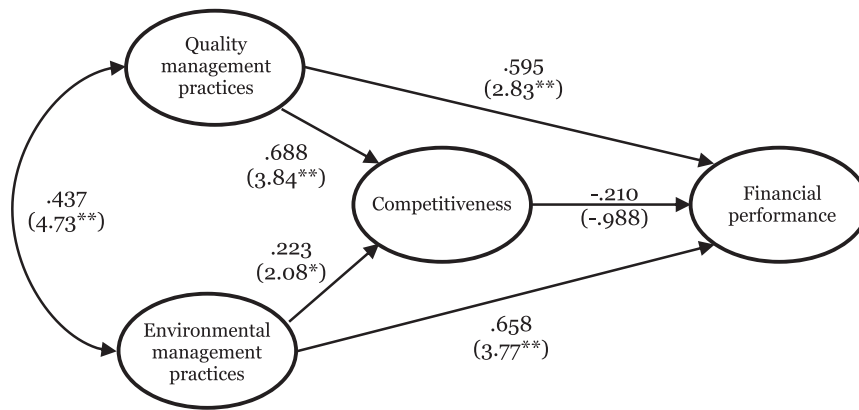 Quality
management
practices
.595
(2.83**)
.688
(3.84**)
.437
(4.73**)
Competitiveness
-.210
(-.988)
Financial
performance
.223
(2.08*)
Environmental
management
practices
.658
(3.77**)